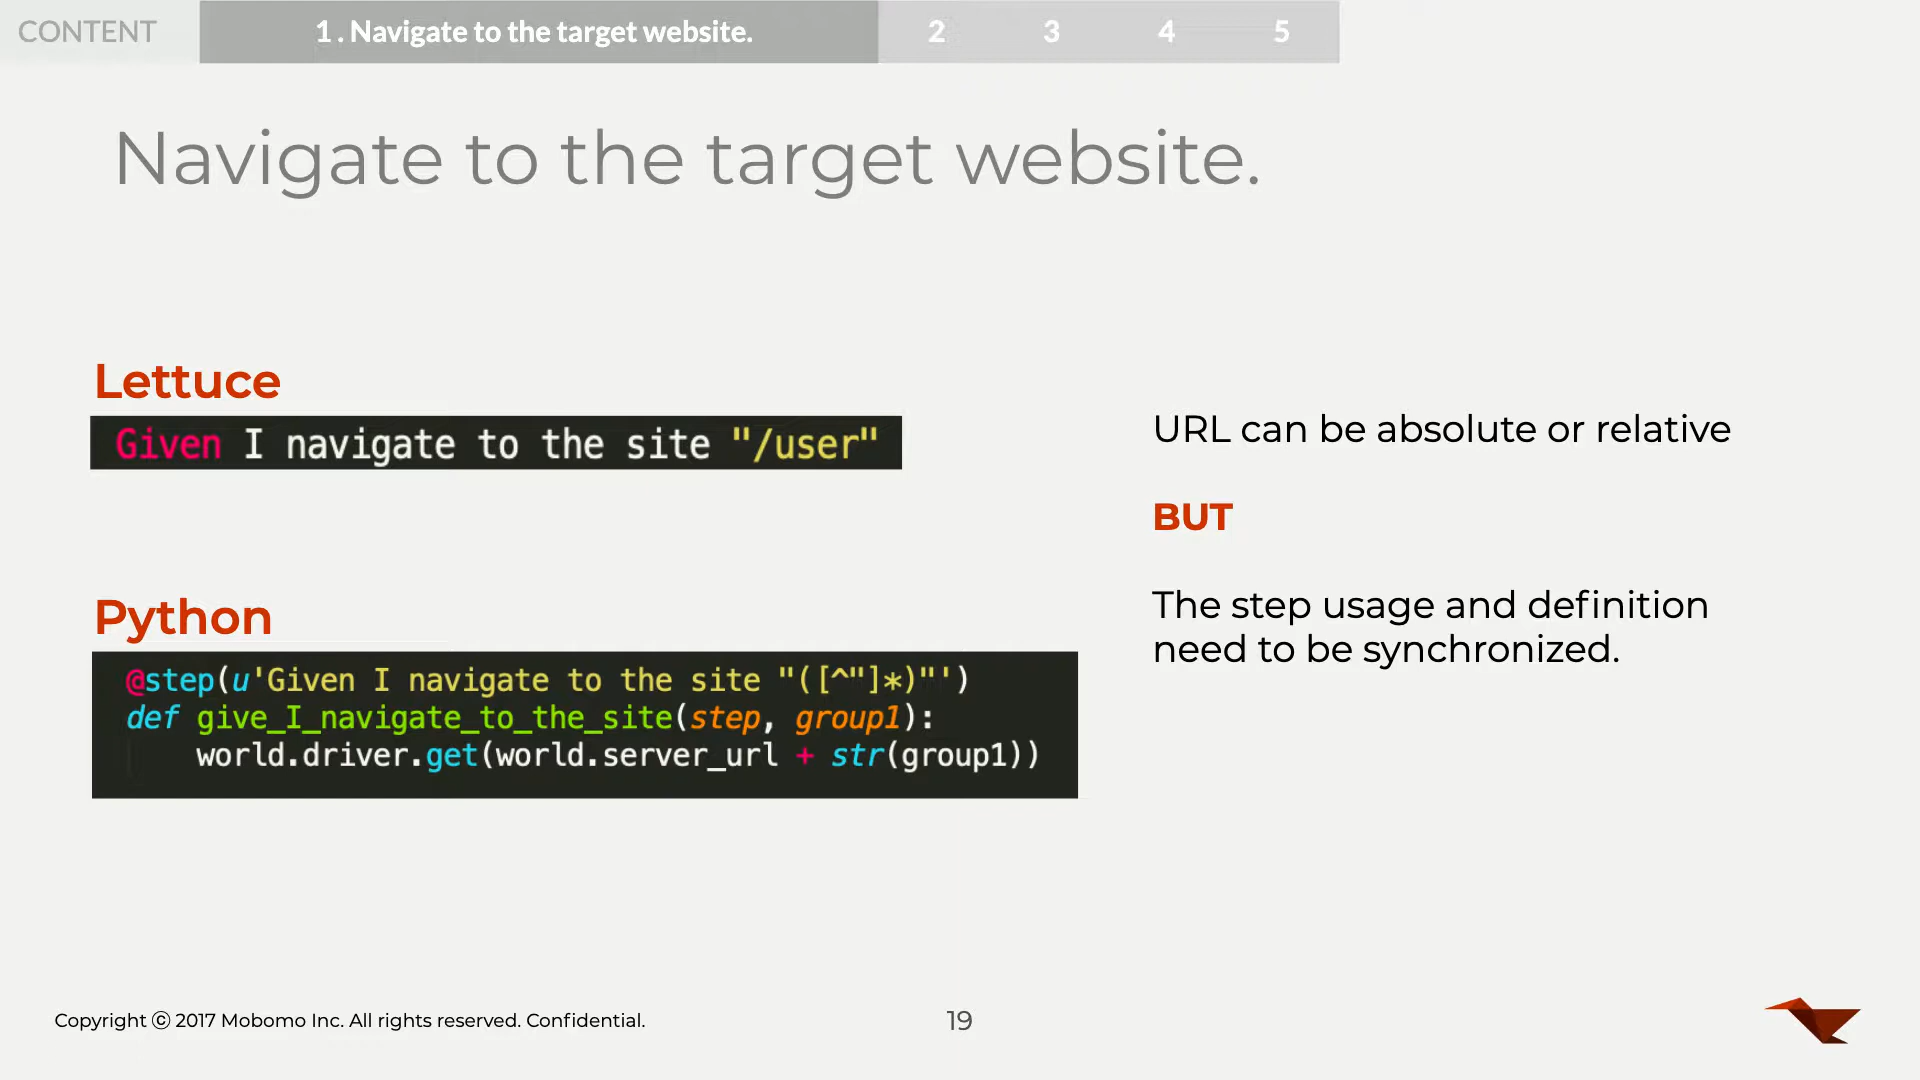 CONTENT
1 . Navigate to the target website.
2
3
4
5
Navigate to the target website.
Lettuce
Given I navigate to the site "/user"
URL can be absolute or relative
BUT
The step usage and definition
need to be synchronized.
Python
@step(u'Given I navigate to the site "([^"]*)"')
def give_I_navigate_to_the_site(step, group1):
    world.driver.get(world.server_url + str(group1))
Copyright ⓒ 2017 Mobomo Inc. All rights reserved. Confidential.
19